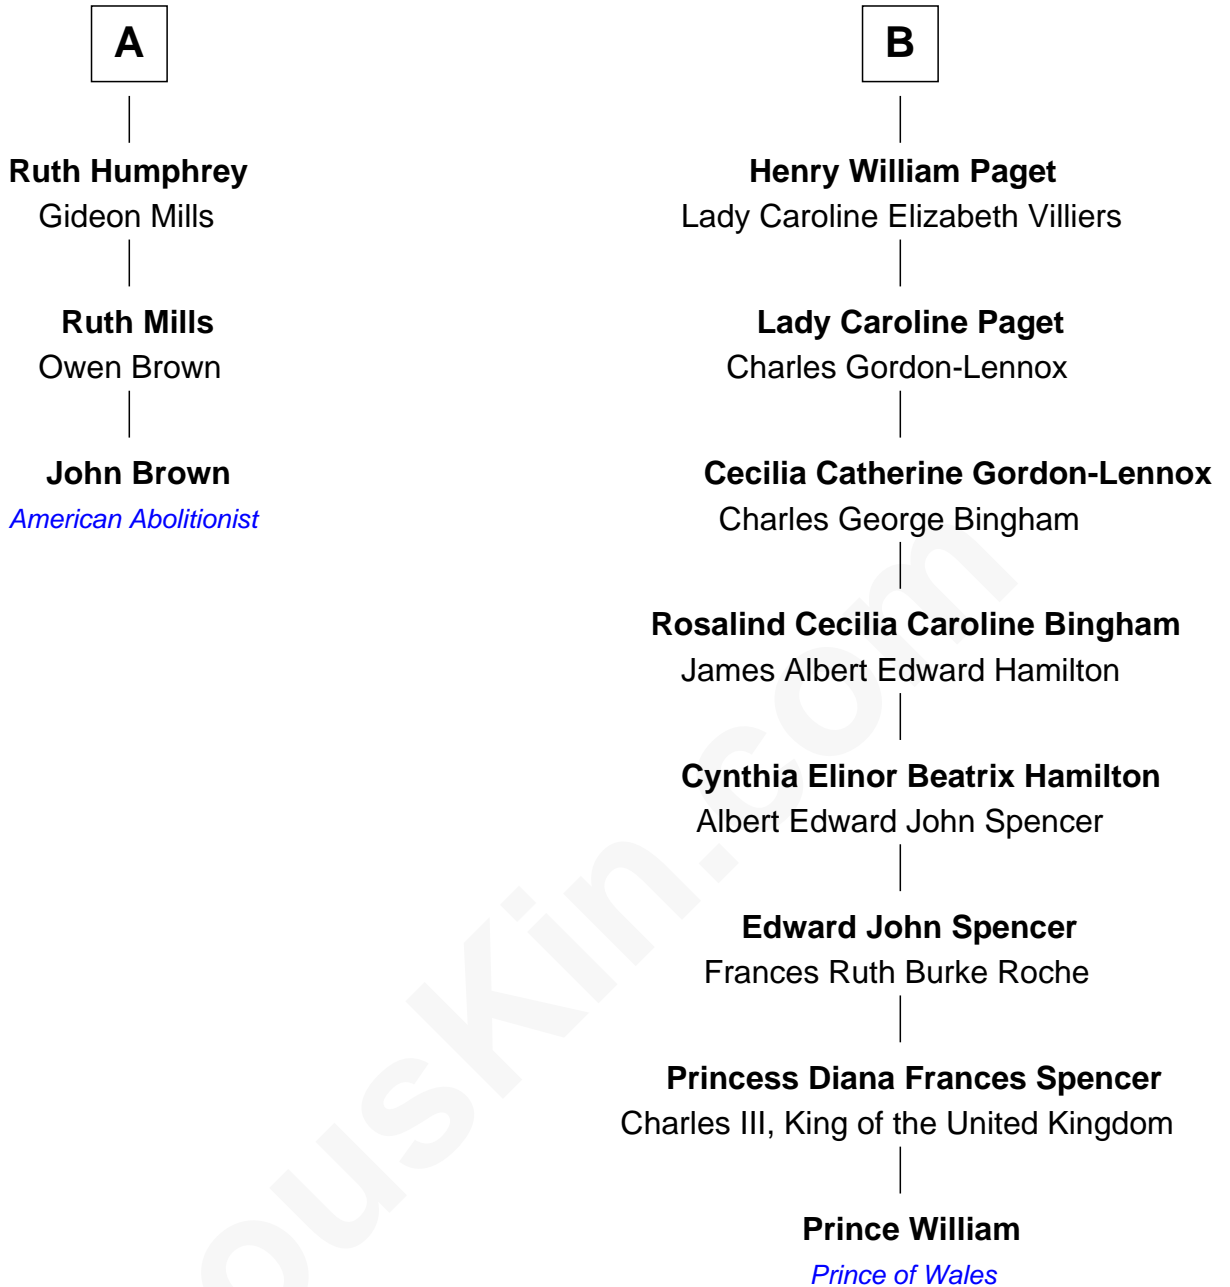 A
Ruth Humphrey
Gideon Mills
Ruth Mills
Owen Brown
John Brown
American Abolitionist
B
Henry William Paget
Lady Caroline Elizabeth Villiers
Lady Caroline Paget
Charles Gordon-Lennox
Cecilia Catherine Gordon-Lennox
Charles George Bingham
Rosalind Cecilia Caroline Bingham
James Albert Edward Hamilton
Cynthia Elinor Beatrix Hamilton
Albert Edward John Spencer
Edward John Spencer
Frances Ruth Burke Roche
Princess Diana Frances Spencer
Charles III, King of the United Kingdom
Prince William
Prince of Wales
ousKin.com